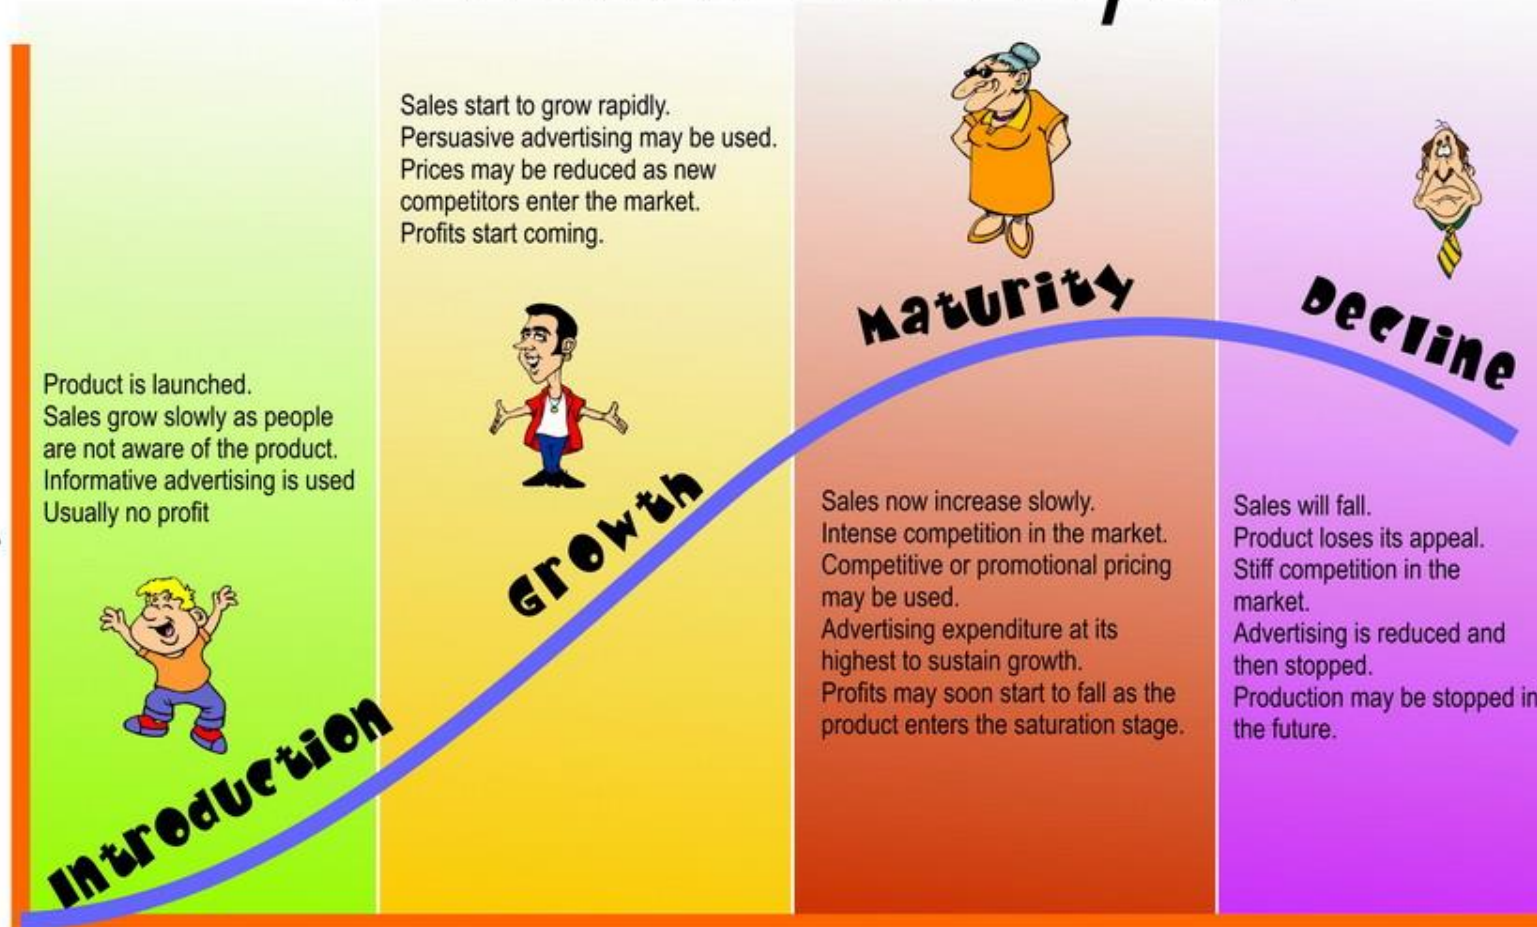 Sales start to grow rapidly.
Persuasive advertising may be used.
Prices may be reduced as new
competitors enter the market.
Profits start coming.
Product is launched.
Sales grow slowly as people
are not aware of the product.
Informative advertising is used
Usually no profit
Introduction
Growth
Maturity
Sales now increase slowly.
Intense competition in the market.
Competitive or promotional pricing
may be used.
Advertising expenditure at its
highest to sustain growth.
Profits may soon start to fall as the
product enters the saturation stage.
Decline
Sales will fall.
Product loses its appeal.
Stiff competition in the
market.
Advertising is reduced and
then stopped.
Production may be stopped in
the future.